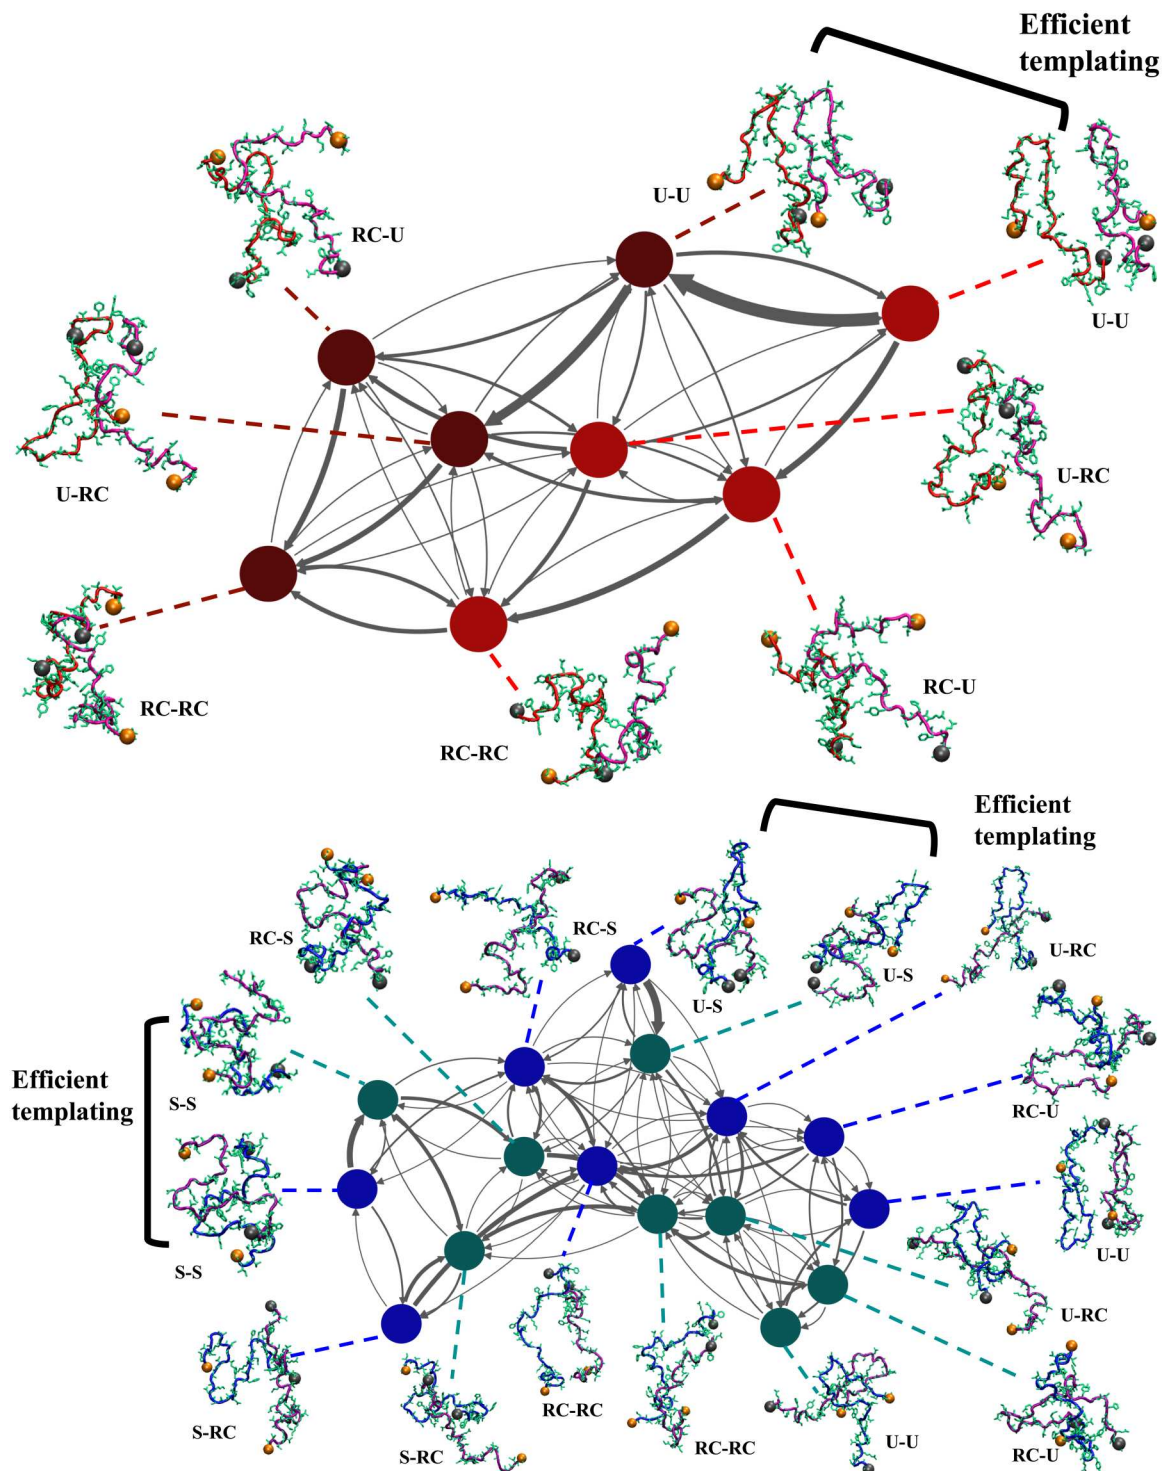 Efficient
templating
U-U
RC-U
U-U
U-RC
U-RC
RC-RC
RC-U
RC-RC
Efficient
templating
RC-S
RC-S
U-RC
U-S
U-S
Efficient
templating
S-S
RC-U
S-S
U-U
U-RC
RC-RC
S-RC
S-RC
RC-RC
U-U
RC-U